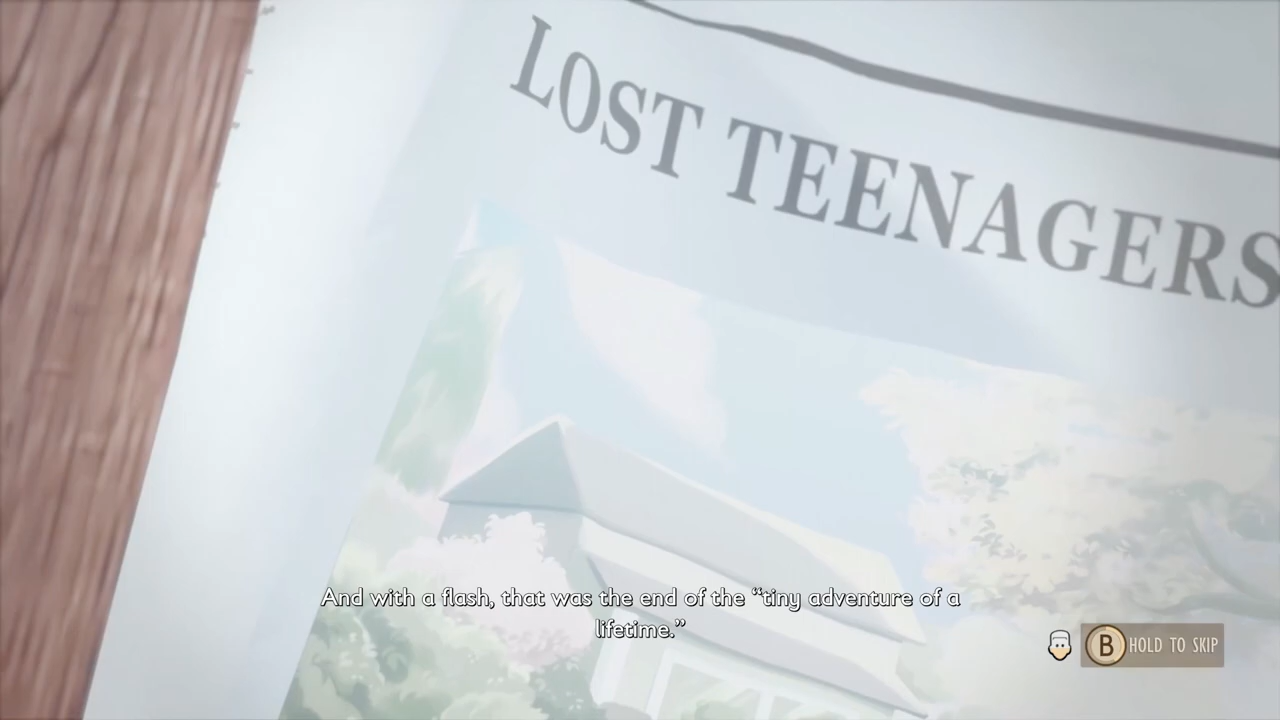 LOST TEENAGERS
And with a flash, that was the end of the “tiny adventure of a
lifetime.”
B HOLD TO SKIP